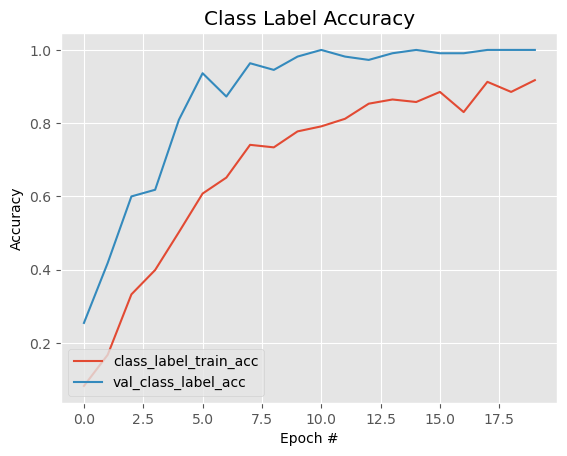 Class Label Accuracy
Accuracy
1.0
0.8
0.6
0.4
0.2
class_label_train_acc
val_class_label_acc
0.0 2.5 5.0 7.5 10.0 12.5 15.0 17.5
Epoch #